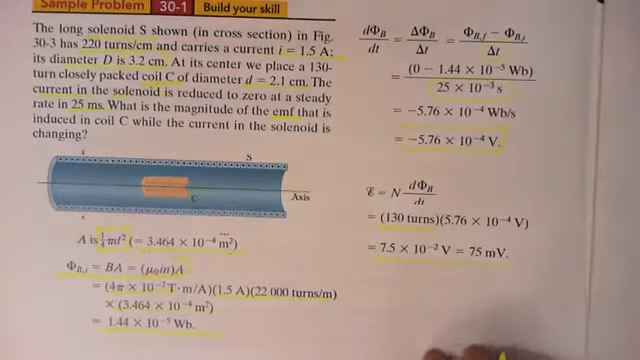 Sample Problem 30-1 Build your skill
The long solenoid S shown (in cross section) in Fig.
30-3 has 220 turns/cm and carries a current i = 1.5 A;
its diameter D is 3.2 cm. At its center we place a 130-
turn closely packed coil C of diameter d = 2.1 cm. The
current in the solenoid is reduced to zero at a steady
rate in 25 ms. What is the magnitude of the emf that is
induced in coil C while the current in the solenoid is
changing?
i S
C Axis
i
A is ¼πd² (= 3.464 × 10⁻⁴ m²)
Φ_B,i = BA = (μ₀in)A
= (4π × 10⁻⁷ T·m/A)(1.5 A)(22 000 turns/m)
× (3.464 × 10⁻⁴ m²)
= 1.44 × 10⁻⁵ Wb.
dΦ_B/dt = ΔΦ_B/Δt = (Φ_B,f − Φ_B,i)/Δt
= (0 − 1.44 × 10⁻⁵ Wb)/(25 × 10⁻³ s)
= −5.76 × 10⁻⁴ Wb/s
= −5.76 × 10⁻⁴ V.
ℰ = N dΦ_B/dt
= (130 turns)(5.76 × 10⁻⁴ V)
= 7.5 × 10⁻² V = 75 mV.